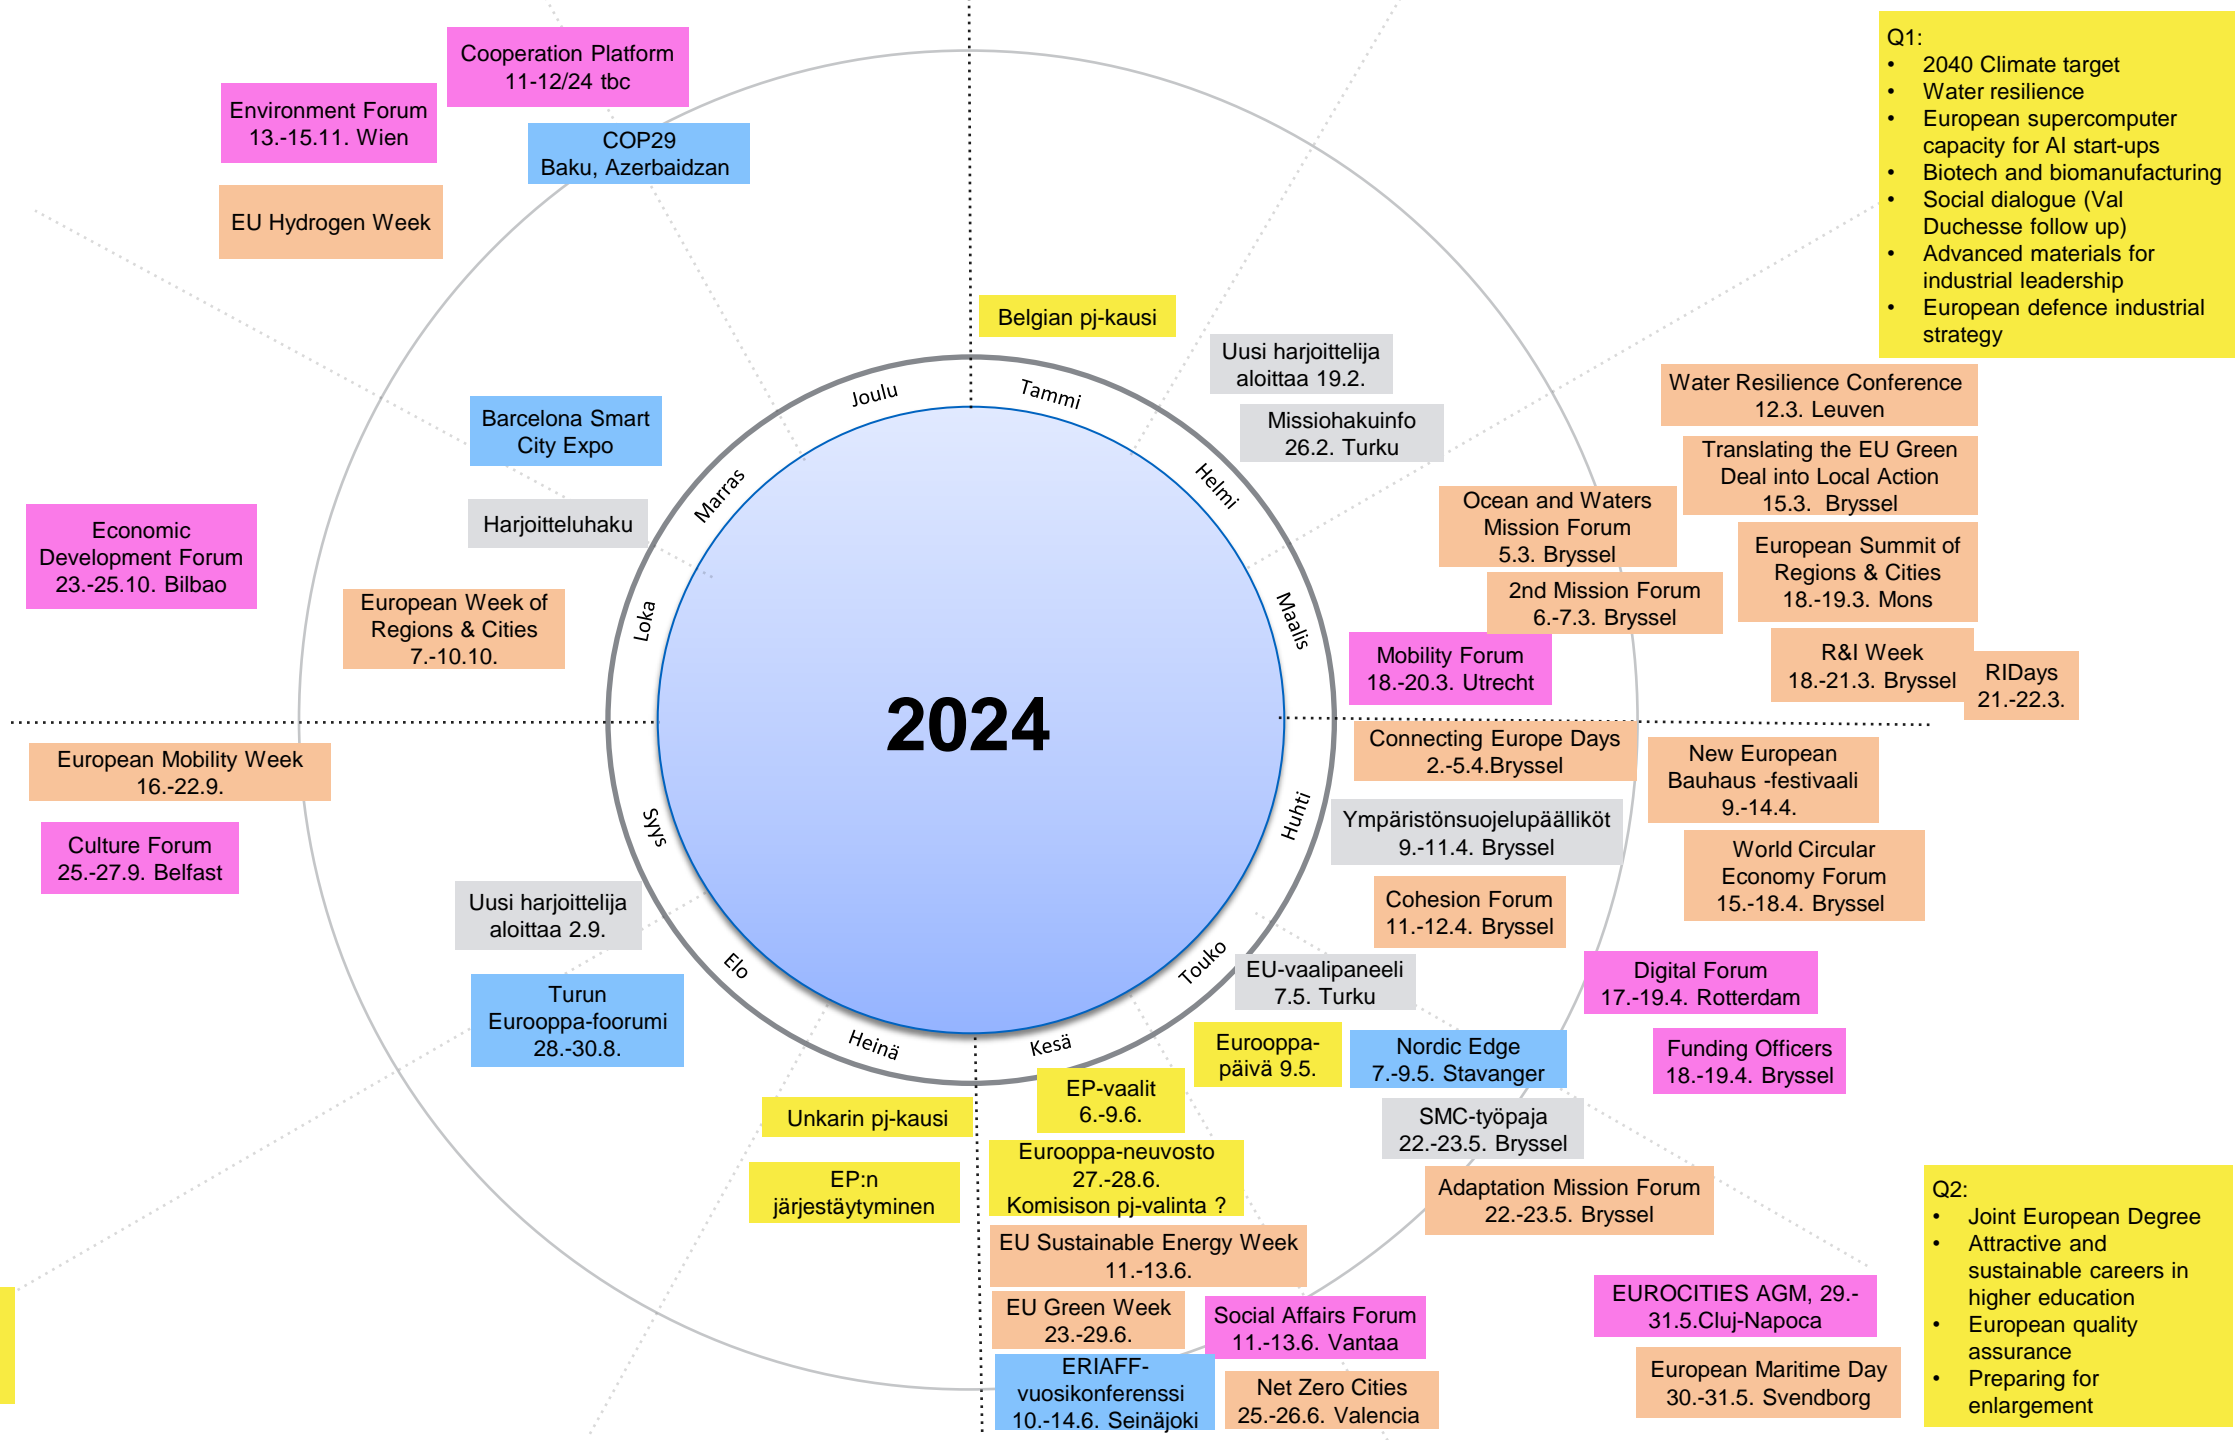 Cooperation Platform
11-12/24 tbc
Environment Forum
13.-15.11. Wien
COP29
Baku, Azerbaidzan
EU Hydrogen Week
Q1:
• 2040 Climate target
• Water resilience
• European supercomputer
capacity for AI start-ups
• Biotech and biomanufacturing
• Social dialogue (Val
Duchesse follow up)
• Advanced materials for
industrial leadership
• European defence industrial
strategy
Belgian pj-kausi
Uusi harjoittelija
aloittaa 19.2.
Missiohakuinfo
26.2. Turku
Water Resilience Conference
12.3. Leuven
Translating the EU Green
Deal into Local Action
15.3. Bryssel
Ocean and Waters
Mission Forum
5.3. Bryssel
European Summit of
Regions & Cities
18.-19.3. Mons
2nd Mission Forum
6.-7.3. Bryssel
Mobility Forum
18.-20.3. Utrecht
R&I Week
18.-21.3. Bryssel
RIDays
21.-22.3.
Barcelona Smart
City Expo
Harjoitteluhaku
Economic
Development Forum
23.-25.10. Bilbao
European Week of
Regions & Cities
7.-10.10.
Joulu
Tammi
Marras
Helmi
Loka
Maalis
2024
Syys
Huhti
Elo
Touko
Heinä
Kesä
European Mobility Week
16.-22.9.
Culture Forum
25.-27.9. Belfast
Uusi harjoittelija
aloittaa 2.9.
Turun
Eurooppa-foorumi
28.-30.8.
Unkarin pj-kausi
EP:n
järjestäytyminen
Connecting Europe Days
2.-5.4.Bryssel
New European
Bauhaus -festivaali
9.-14.4.
Ympäristönsuojelupäälliköt
9.-11.4. Bryssel
World Circular
Economy Forum
15.-18.4. Bryssel
Cohesion Forum
11.-12.4. Bryssel
EU-vaalipaneeli
7.5. Turku
Digital Forum
17.-19.4. Rotterdam
Eurooppa-
päivä 9.5.
Nordic Edge
7.-9.5. Stavanger
Funding Officers
18.-19.4. Bryssel
EP-vaalit
6.-9.6.
SMC-työpaja
22.-23.5. Bryssel
Eurooppa-neuvosto
27.-28.6.
Komisison pj-valinta ?
Adaptation Mission Forum
22.-23.5. Bryssel
EU Sustainable Energy Week
11.-13.6.
EU Green Week
23.-29.6.
Social Affairs Forum
11.-13.6. Vantaa
EUROCITIES AGM, 29.-
31.5.Cluj-Napoca
ERIAFF-
vuosikonferenssi
10.-14.6. Seinäjoki
Net Zero Cities
25.-26.6. Valencia
European Maritime Day
30.-31.5. Svendborg
Q2:
• Joint European Degree
• Attractive and
sustainable careers in
higher education
• European quality
assurance
• Preparing for
enlargement